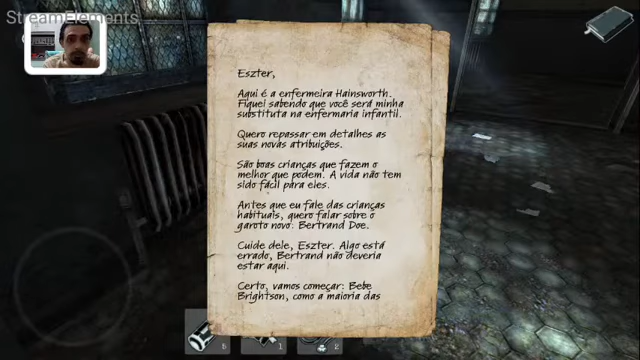 StreamElements
Eszter,
Aqui é a enfermeira Hainsworth.
Fiquei sabendo que você será minha
substituta na enfermaria infantil.
Quero repassar em detalhes as
suas novas atribuições.
São boas crianças que fazem o
melhor que podem. A vida não tem
sido fácil para eles.
Antes que eu fale das crianças
habituais, quero falar sobre o
garoto novo: Bertrand Doe.
Cuide dele, Eszter. Algo está
errado, Bertrand não deveria
estar aqui.
Certo, vamos começar: Bebe
Brightson, como a maioria das
6
1
2